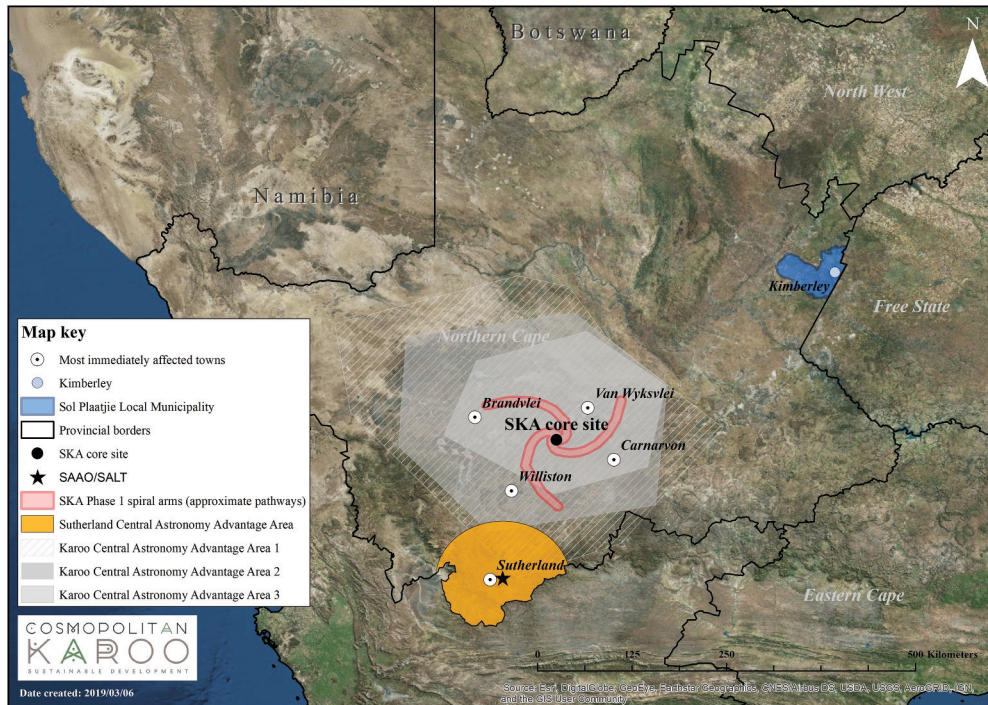 Botswana
N
North West
Namibia
Kimberley
Free State
Northern Cape
Map key
Most immediately affected towns
Kimberley
Sol Plaatjie Local Municipality
Provincial borders
SKA core site
SAAO/SALT
SKA Phase 1 spiral arms (approximate pathways)
Sutherland Central Astronomy Advantage Area
Karoo Central Astronomy Advantage Area 1
Karoo Central Astronomy Advantage Area 2
Karoo Central Astronomy Advantage Area 3
Brandvlei
Van Wyksvlei
SKA core site
Carnarvon
Williston
Sutherland
Eastern Cape
COSMOPOLITAN
KAROO
SUSTAINABLE DEVELOPMENT
Date created: 2019/03/06
0 125 250 500 Kilometers
Source: Esri, DigitalGlobe, GeoEye, Earthstar Geographics, CNES/Airbus DS, USDA, USGS, AeroGRID, IGN,
and the GIS User Community